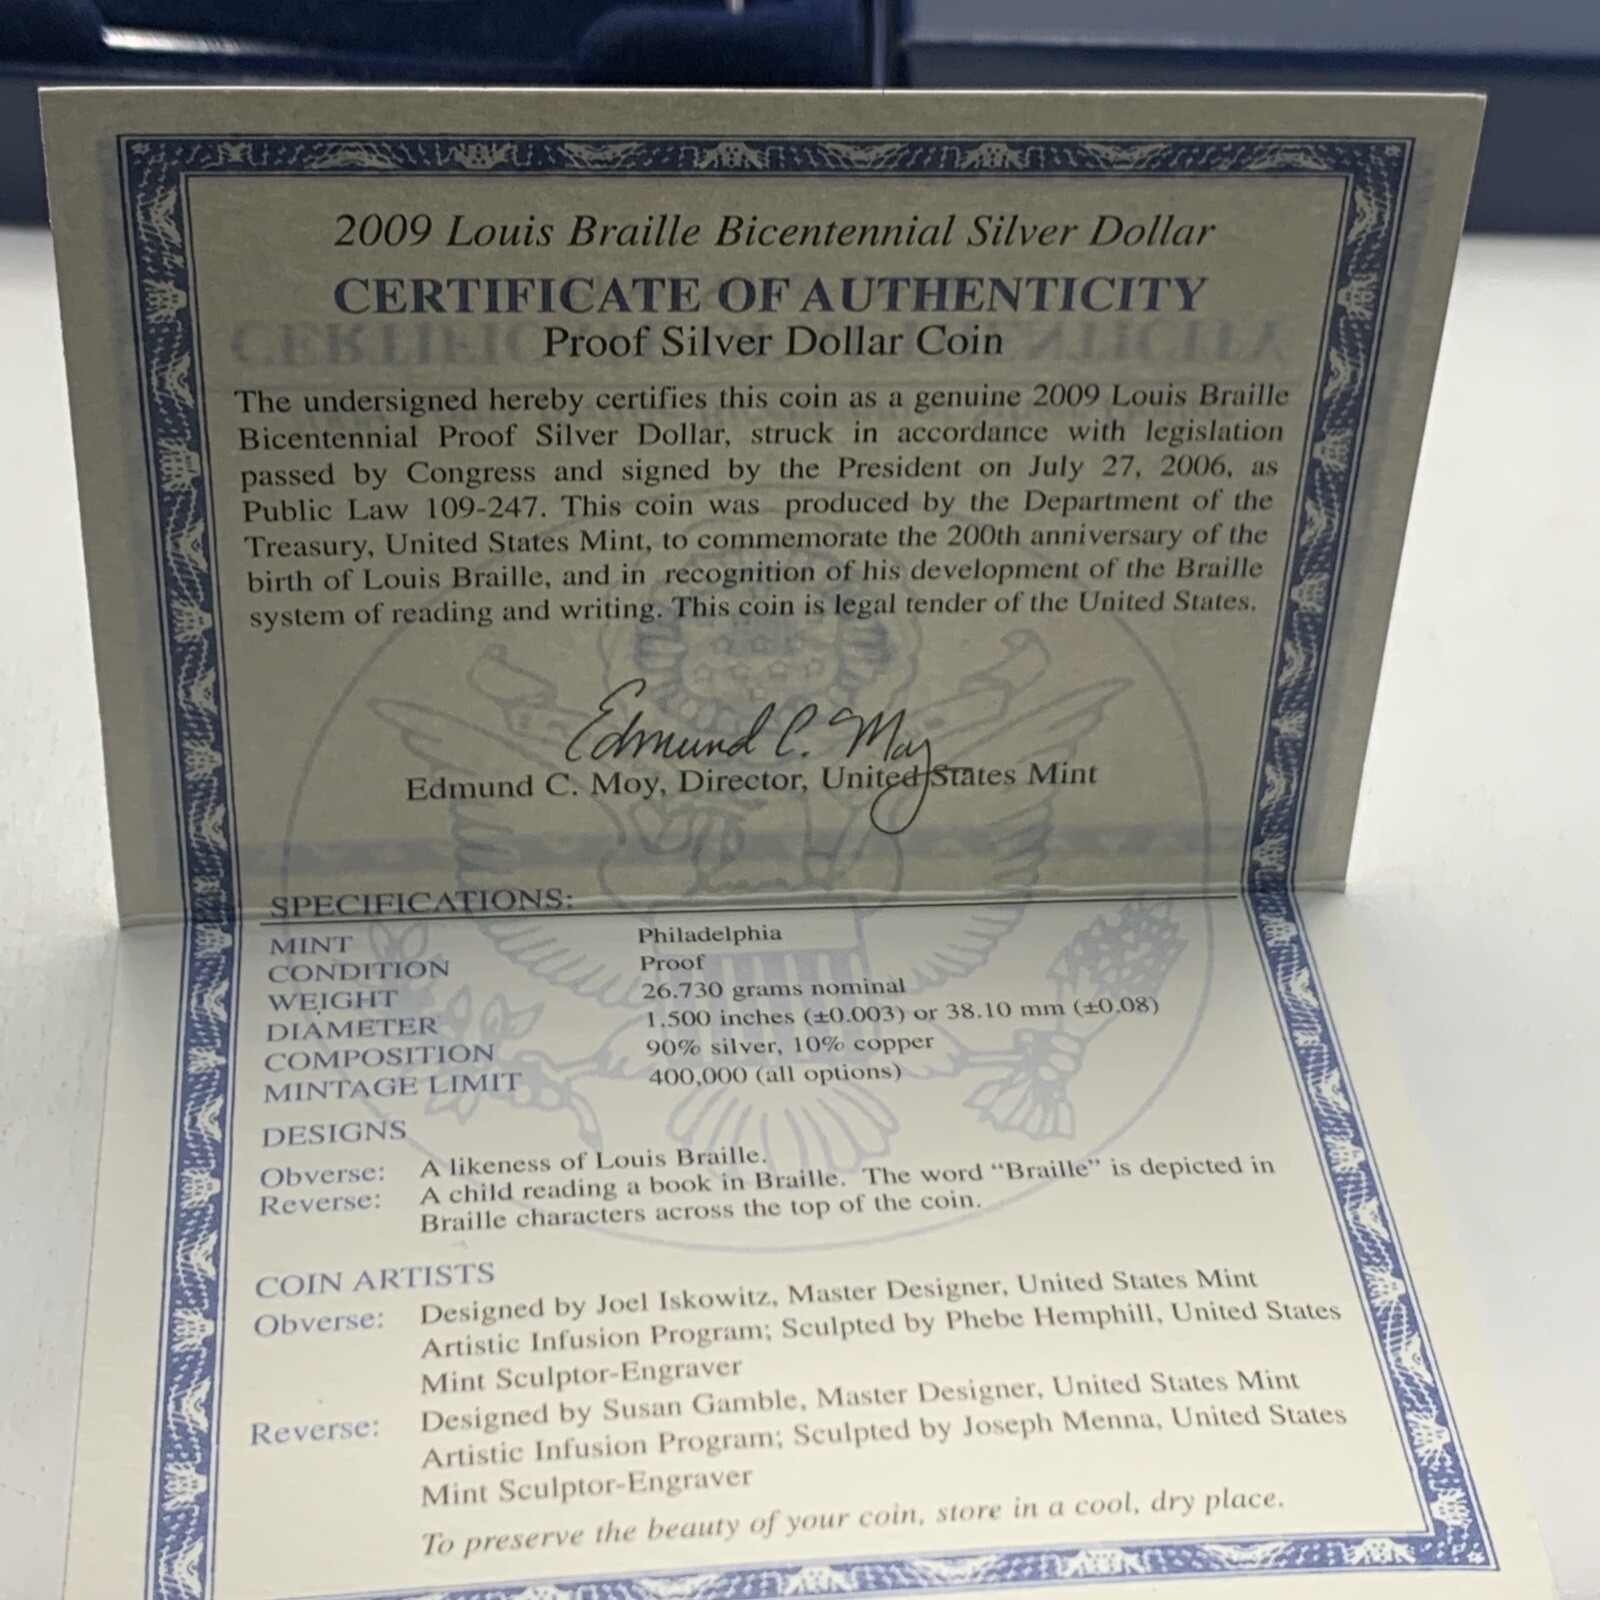 2009 Louis Braille Bicentennial Silver Dollar
CERTIFICATE OF AUTHENTICITY
Proof Silver Dollar Coin
The undersigned hereby certifies this coin as a genuine 2009 Louis Braille
Bicentennial Proof Silver Dollar, struck in accordance with legislation
passed by Congress and signed by the President on July 27, 2006, as
Public Law 109-247. This coin was produced by the Department of the
Treasury, United States Mint, to commemorate the 200th anniversary of the
birth of Louis Braille, and in recognition of his development of the Braille
system of reading and writing. This coin is legal tender of the United States.
Edmund C. Moy
Edmund C. Moy, Director, United States Mint
SPECIFICATIONS:
MINT Philadelphia
CONDITION Proof
WEIGHT 26.730 grams nominal
DIAMETER 1.500 inches (±0.003) or 38.10 mm (±0.08)
COMPOSITION 90% silver, 10% copper
MINTAGE LIMIT 400,000 (all options)
DESIGNS
Obverse: A likeness of Louis Braille.
Reverse: A child reading a book in Braille. The word “Braille” is depicted in
Braille characters across the top of the coin.
COIN ARTISTS
Obverse: Designed by Joel Iskowitz, Master Designer, United States Mint
Artistic Infusion Program; Sculpted by Phebe Hemphill, United States
Mint Sculptor-Engraver
Reverse: Designed by Susan Gamble, Master Designer, United States Mint
Artistic Infusion Program; Sculpted by Joseph Menna, United States
Mint Sculptor-Engraver
To preserve the beauty of your coin, store in a cool, dry place.